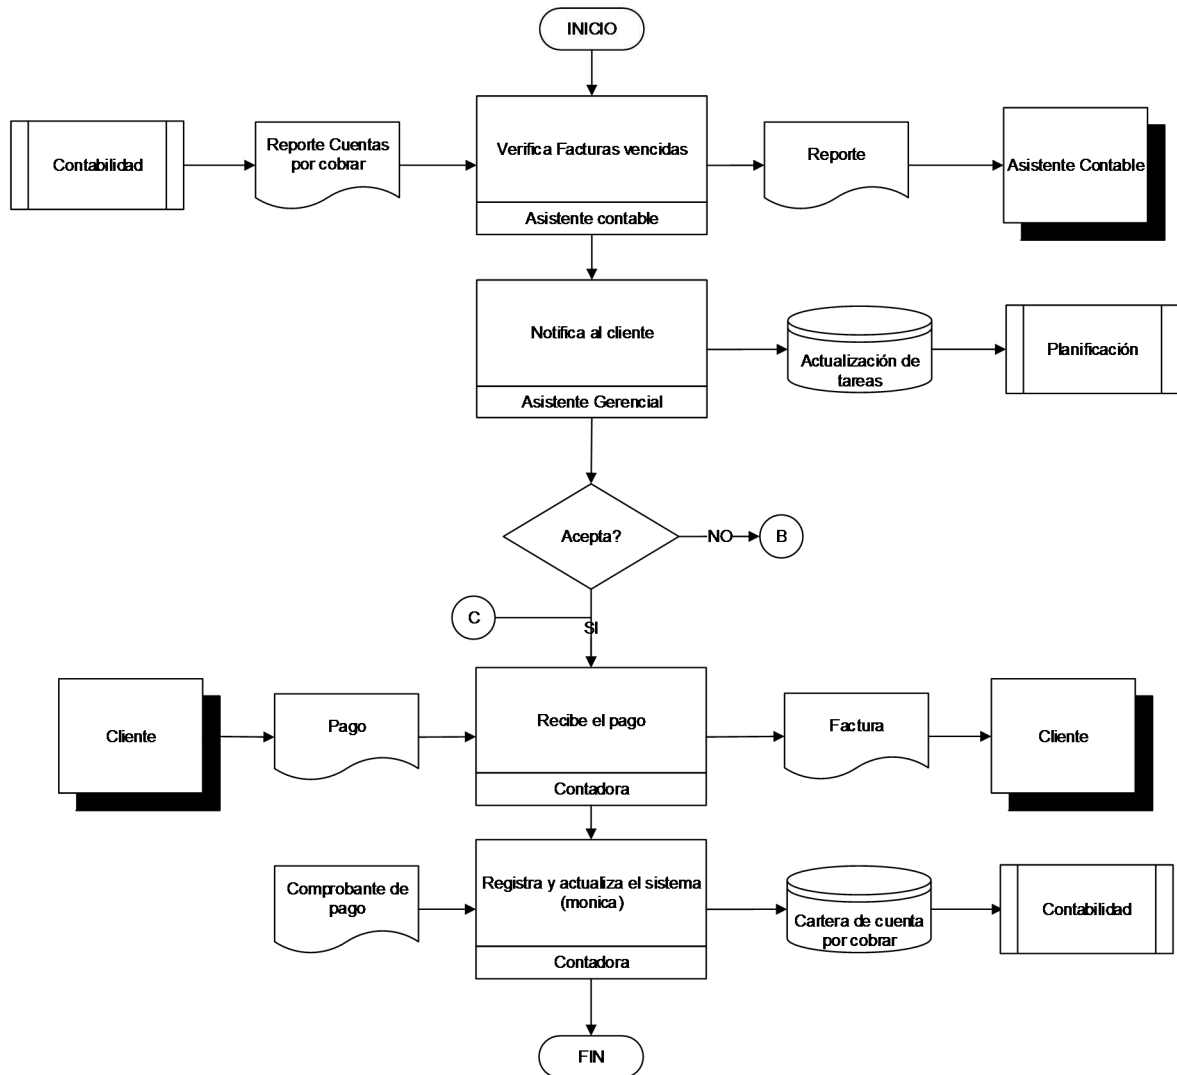 INICIO
Contabilidad
Reporte Cuentas
por cobrar
Verifica Facturas vencidas
Asistente contable
Reporte
Asistente Contable
Notifica al cliente
Asistente Gerencial
Actualización de
tareas
Planificación
Acepta?
NO
B
C
SI
Cliente
Pago
Recibe el pago
Contadora
Factura
Cliente
Comprobante de
pago
Registra y actualiza el sistema
(monica)
Contadora
Cartera de cuenta
por cobrar
Contabilidad
FIN